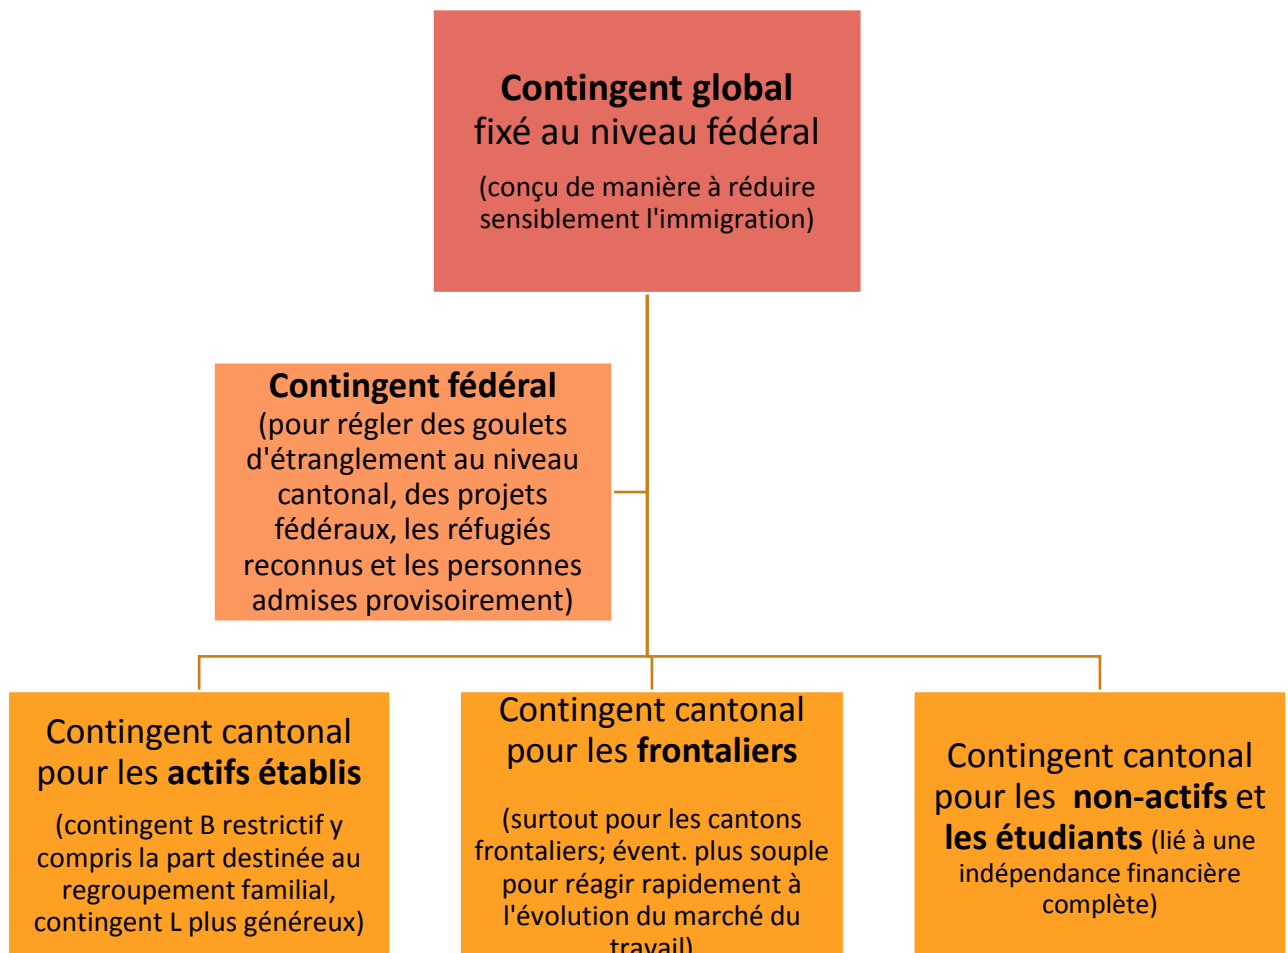 Contingent global
fixé au niveau fédéral
(conçu de manière à réduire
sensiblement l'immigration)
Contingent fédéral
(pour régler des goulets
d'étranglement au niveau
cantonal, des projets
fédéraux, les réfugiés
reconnus et les personnes
admises provisoirement)
Contingent cantonal
pour les actifs établis
(contingent B restrictif y
compris la part destinée au
regroupement familial,
contingent L plus généreux)
Contingent cantonal
pour les frontaliers
(surtout pour les cantons
frontaliers; évent. plus souple
pour réagir rapidement à
l'évolution du marché du
travail)
Contingent cantonal
pour les non-actifs et
les étudiants (lié à une
indépendance financière
complète)